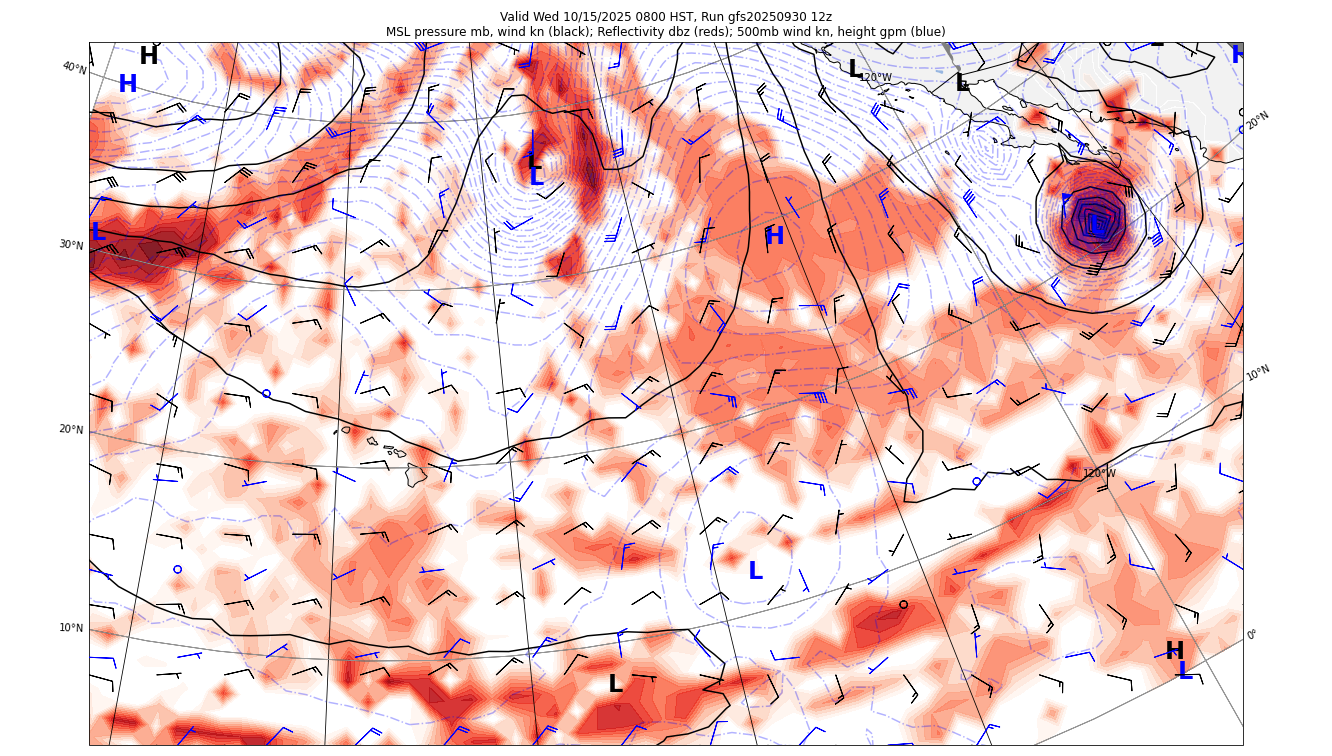 Valid Wed 10/15/2025 0800 HST, Run gfs20250930 12z
MSL pressure mb, wind kn (black); Reflectivity dbz (reds); 500mb wind kn, height gpm (blue)
H
H
L
L
120°W
L
H
40°N
20°N
L
L
L
H
30°N
10°N
20°N
120°W
L
10°N
0°
H
L
L